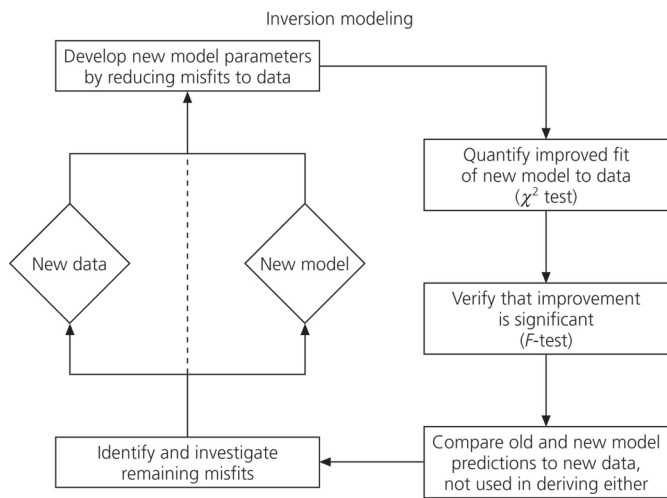 Inversion modeling
Develop new model parameters
by reducing misfits to data
Quantify improved fit
of new model to data
(χ² test)
New data
New model
Verify that improvement
is significant
(F-test)
Identify and investigate
remaining misfits
Compare old and new model
predictions to new data,
not used in deriving either